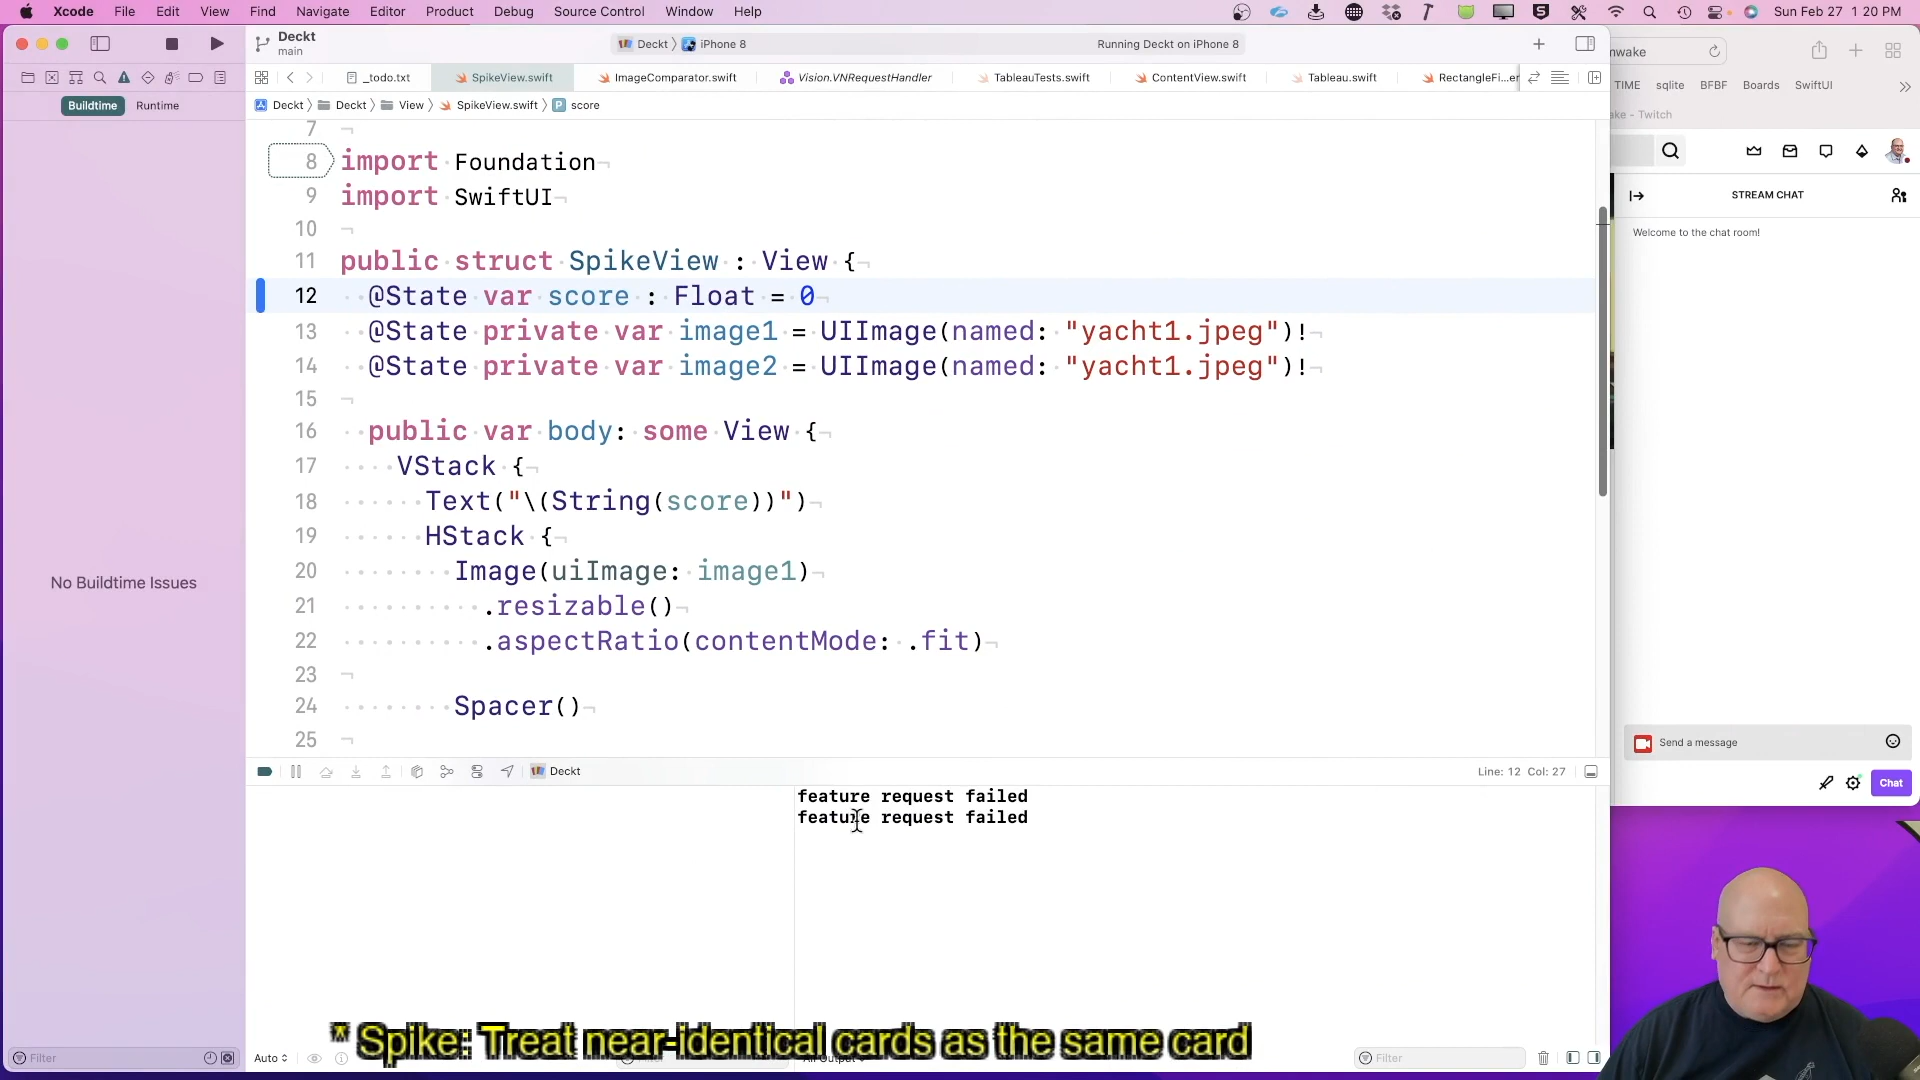 Xcode File Edit View Find Navigate Editor Product Debug Source Control Window Help
Sun Feb 27 1:20 PM
Deckt
main
Deckt iPhone 8
Running Deckt on iPhone 8
_todo.txt SpikeView.swift ImageComparator.swift Vision.VNRequestHandler TableauTests.swift ContentView.swift Tableau.swift RectangleFi...er
Buildtime Runtime
Deckt Deckt View SpikeView.swift P score
No Buildtime Issues
7
8 import Foundation
9 import SwiftUI
10
11 public struct SpikeView : View {
12 @State var score : Float = 0
13 @State private var image1 = UIImage(named: "yacht1.jpeg")!
14 @State private var image2 = UIImage(named: "yacht1.jpeg")!
15
16 public var body: some View {
17 VStack {
18 Text("\(String(score))")
19 HStack {
20 Image(uiImage: image1)
21 .resizable()
22 .aspectRatio(contentMode: .fit)
23
24 Spacer()
25
Deckt
Line: 12 Col: 27
feature request failed
feature request failed
* Spike: Treat near-identical cards as the same card
Filter
Auto
Filter
nwake
TIME sqlite BFBF Boards SwiftUI
ake - Twitch
STREAM CHAT
Welcome to the chat room!
Send a message
Chat